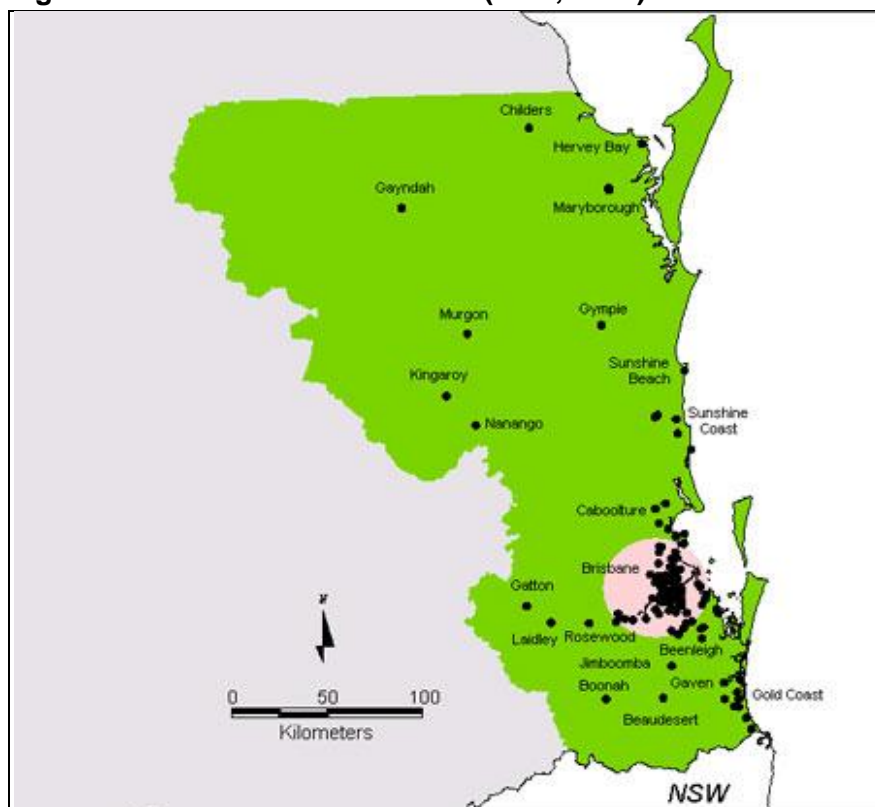 Childers
Hervey Bay
Gayndah
Maryborough
Murgon
Gympie
Sunshine
Beach
Kingaroy
Sunshine
Coast
Nanango
Caboolture
Brisbane
Gatton
Laidley
Rosewood
Beenleigh
Jimboomba
Boonah
Gaven
Gold Coast
Beaudesert
0 50 100
Kilometers
NSW